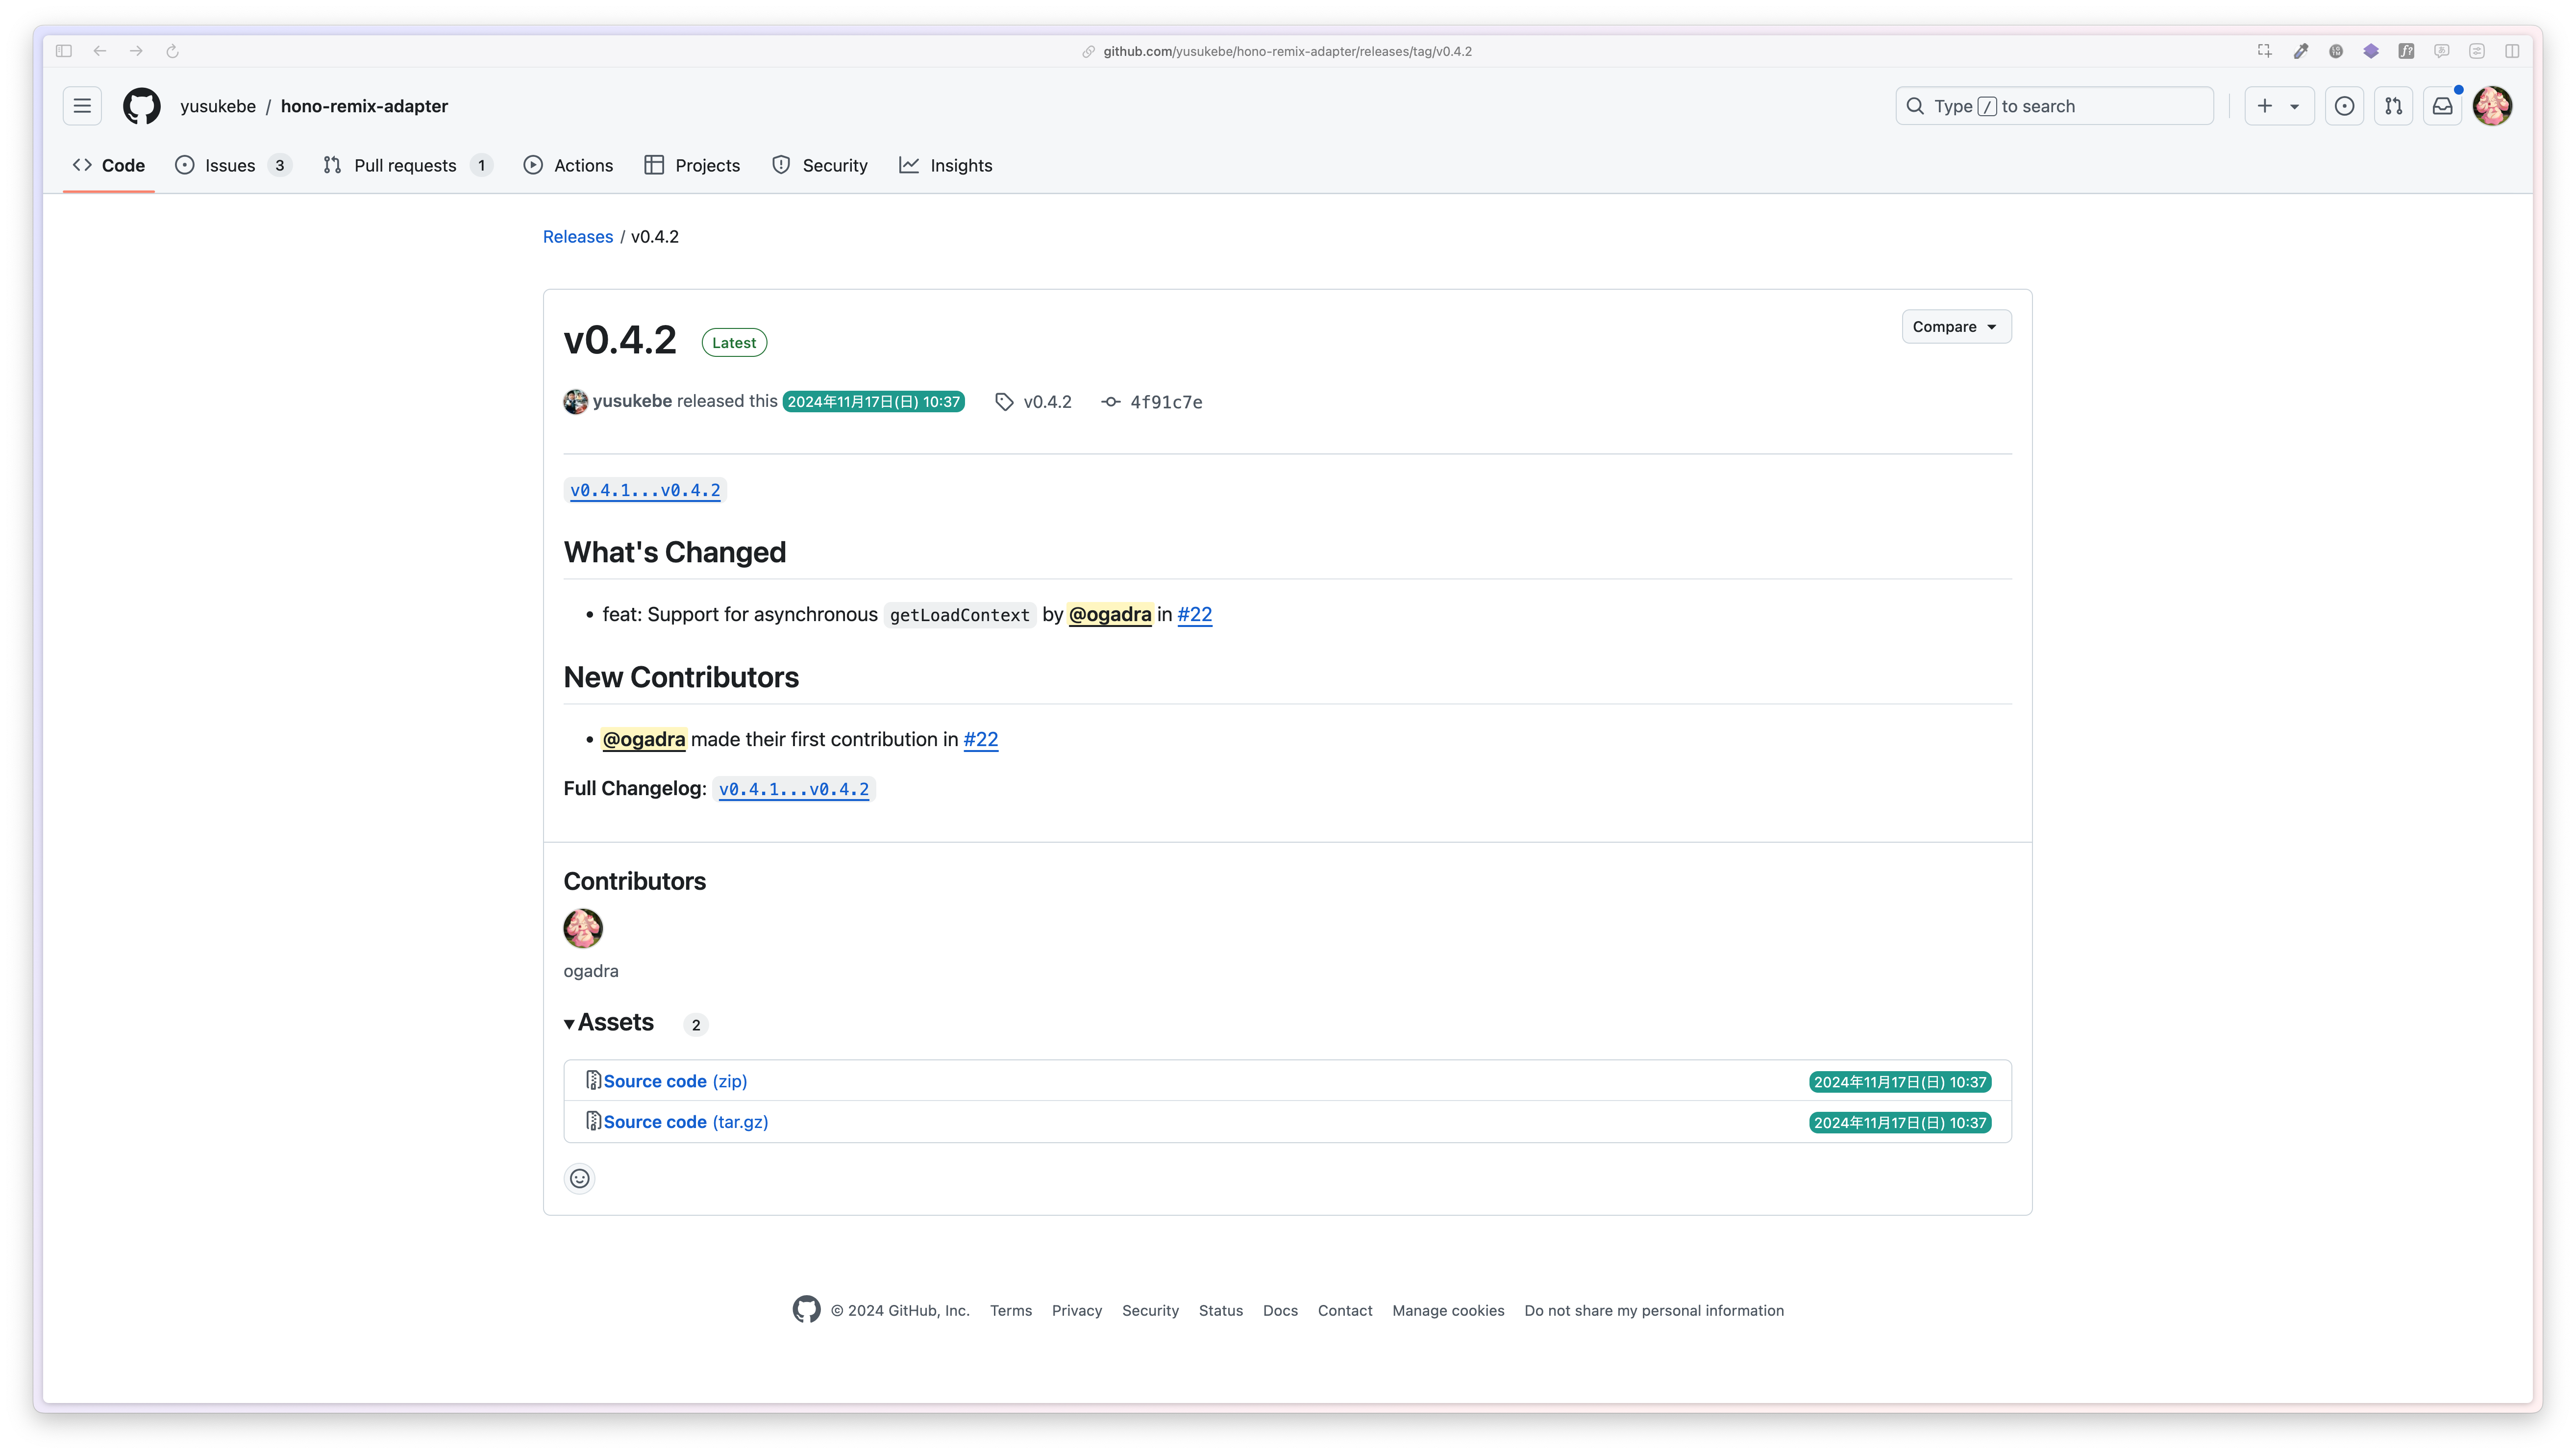 github.com/yusukebe/hono-remix-adapter/releases/tag/v0.4.2
yusukebe / hono-remix-adapter
Type / to search
Code Issues 3 Pull requests 1 Actions Projects Security Insights
Releases / v0.4.2
v0.4.2 Latest
Compare
yusukebe released this 2024年11月17日(日) 10:37 v0.4.2 4f91c7e
v0.4.1...v0.4.2
What's Changed
• feat: Support for asynchronous getLoadContext by @ogadra in #22
New Contributors
• @ogadra made their first contribution in #22
Full Changelog: v0.4.1...v0.4.2
Contributors
ogadra
Assets 2
Source code (zip) 2024年11月17日(日) 10:37
Source code (tar.gz) 2024年11月17日(日) 10:37
© 2024 GitHub, Inc. Terms Privacy Security Status Docs Contact Manage cookies Do not share my personal information